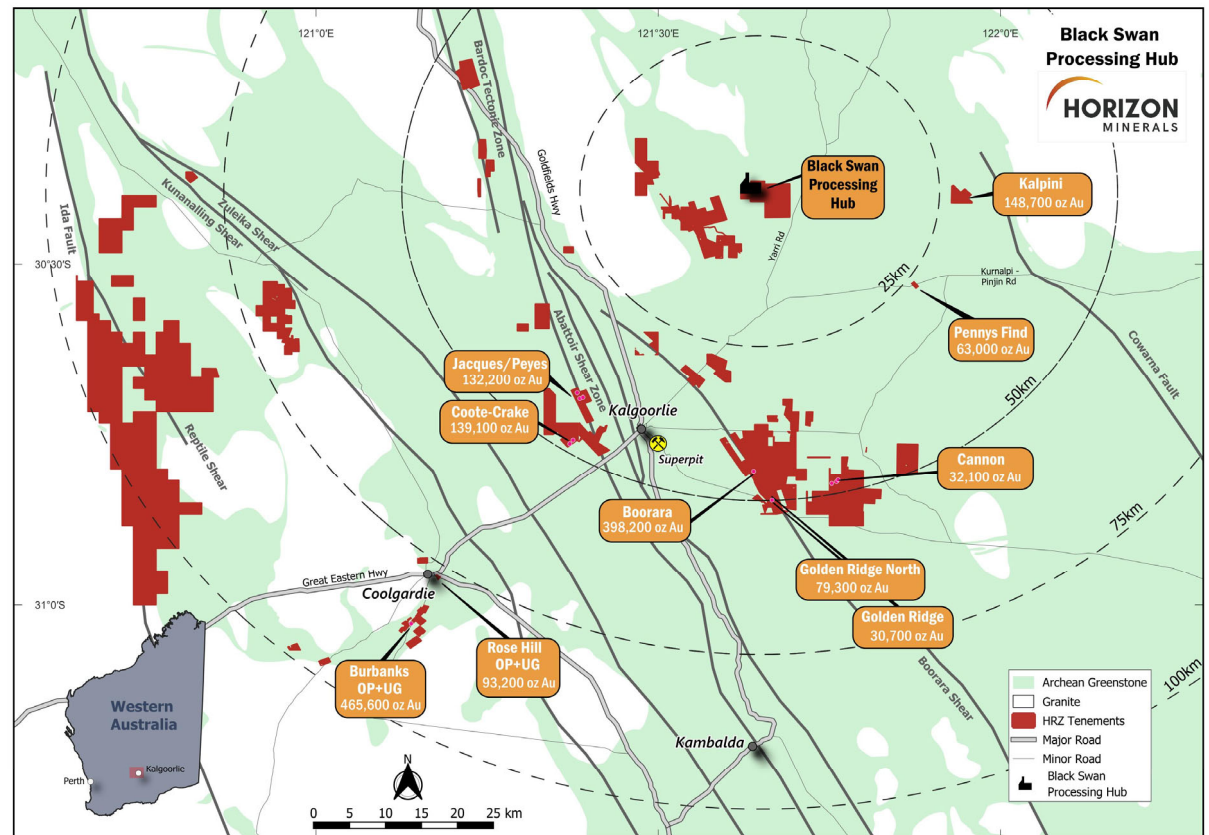 121°0'E
121°30'E
122°0'E
30°30'S
31°0'S
Black Swan
Processing Hub
HORIZON
MINERALS
Bardoc Tectonic Zone
Goldfields Hwy
Zuleika Shear
Kunanalling Shear
Ida Fault
Black Swan
Processing
Hub
Kalpini
148,700 oz Au
Yarri Rd
25km
Kurnalpi -
Pinjin Rd
Pennys Find
63,000 oz Au
Cowarna Fault
Abattoir Shear Zone
Jacques/Peyes
132,200 oz Au
Coote-Crake
139,100 oz Au
Kalgoorlie
Superpit
50km
Reptile Shear
Cannon
32,100 oz Au
Boorara
398,200 oz Au
75km
Golden Ridge North
79,300 oz Au
Golden Ridge
30,700 oz Au
Great Eastern Hwy
Coolgardie
Rose Hill
OP+UG
93,200 oz Au
Burbanks
OP+UG
465,600 oz Au
Boorara Shear
100km
Kambalda
Western
Australia
Perth
Kalgoorlie
N
0 5 10 15 20 25 km
Archean Greenstone
Granite
HRZ Tenements
Major Road
Minor Road
Black Swan
Processing Hub